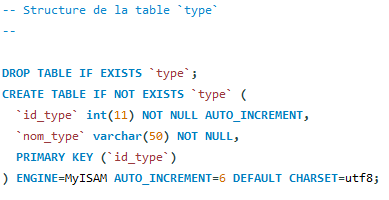 -- Structure de la table `type`
--
DROP TABLE IF EXISTS `type`;
CREATE TABLE IF NOT EXISTS `type` (
`id_type` int(11) NOT NULL AUTO_INCREMENT,
`nom_type` varchar(50) NOT NULL,
PRIMARY KEY (`id_type`)
) ENGINE=MyISAM AUTO_INCREMENT=6 DEFAULT CHARSET=utf8;